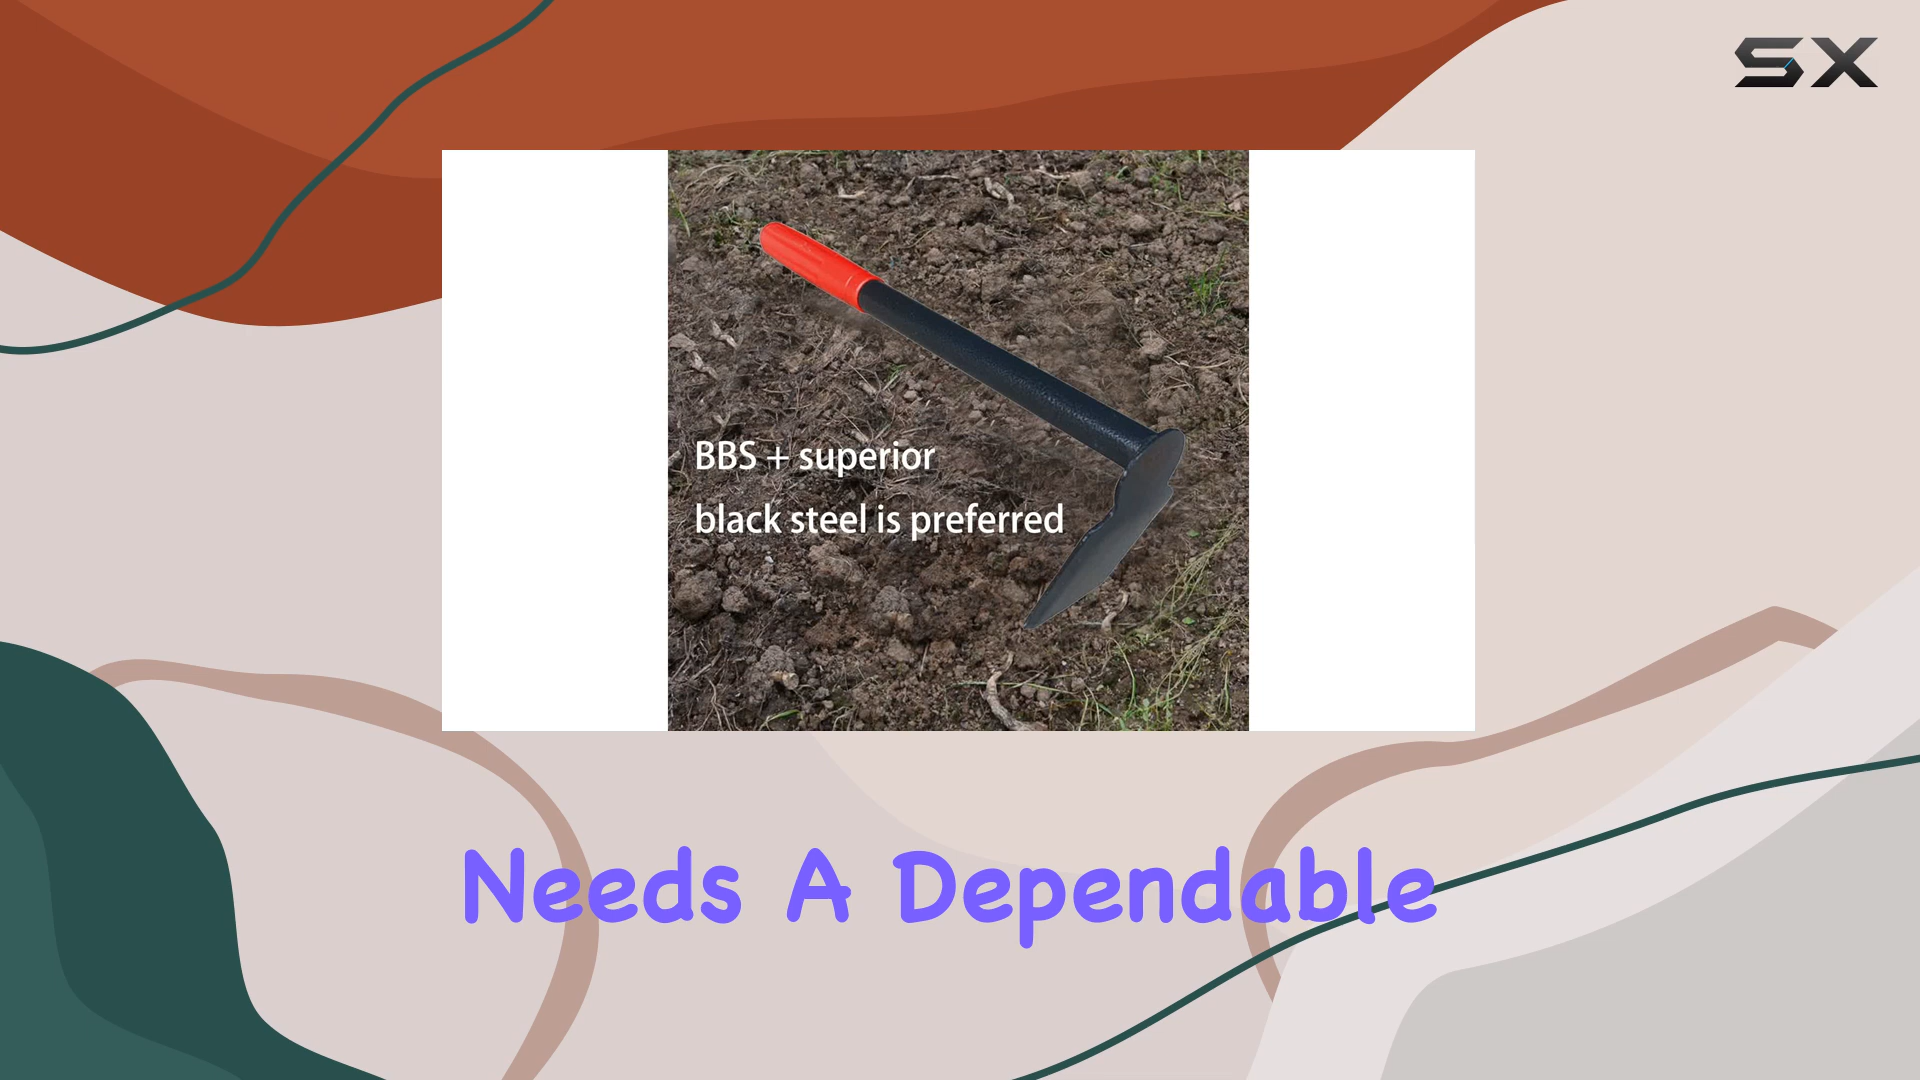 SX
BBS + superior
black steel is preferred
Needs A Dependable